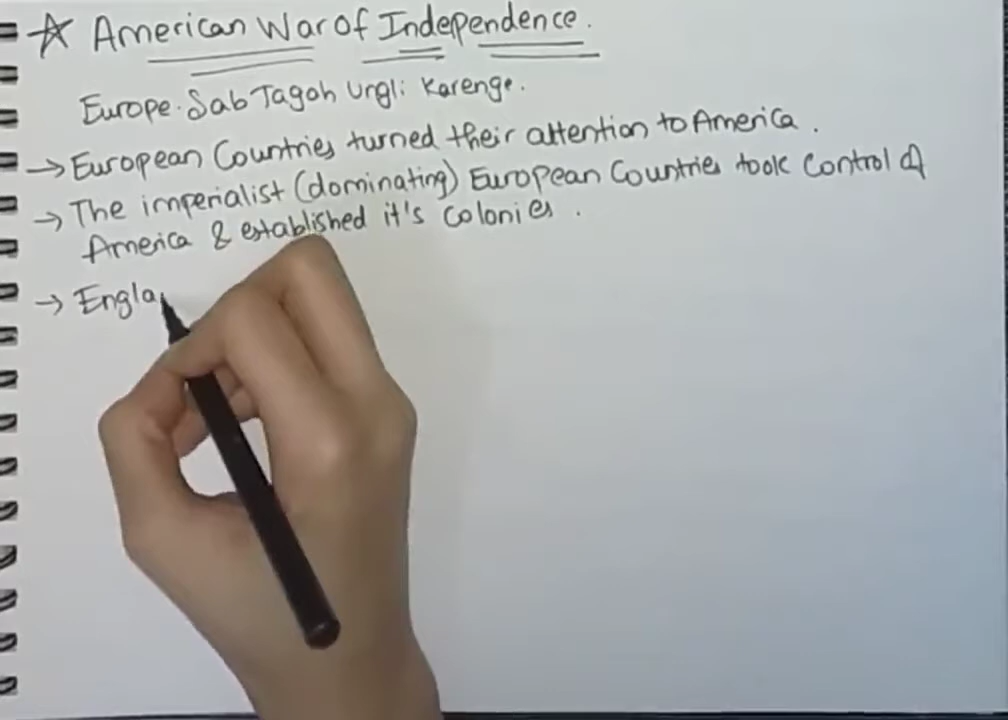 ☆ American War of Independence.
Europe. Sab Jagah Ungli Karenge.
→ European Countries turned their attention to America.
→ The imperialist (dominating) European Countries took Control of
America & established it's Colonies.
→ Engla